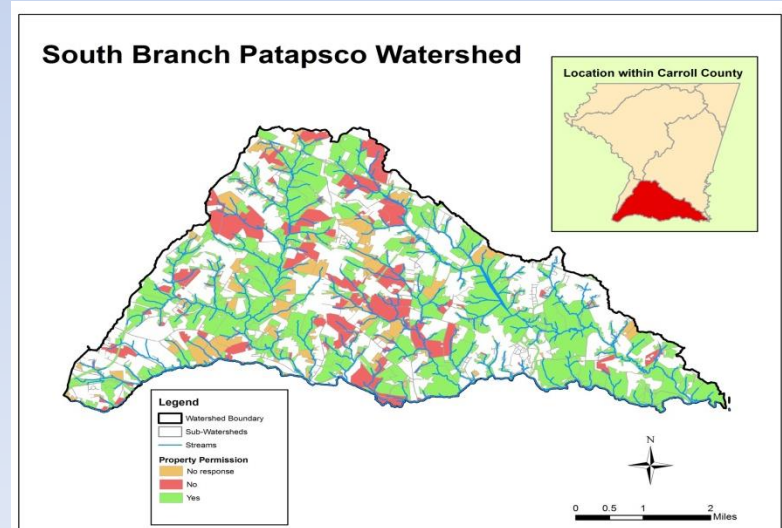 South Branch Patapsco Watershed
Location within Carroll County
Legend
Watershed Boundary
Sub-Watersheds
Streams
Property Permission
No response
No
Yes
N
0 0.5 1 2
Miles